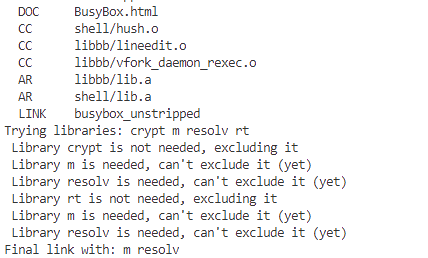 DOC     BusyBox.html
CC      shell/hush.o
CC      libbb/lineedit.o
CC      libbb/vfork_daemon_rexec.o
AR      libbb/lib.a
AR      shell/lib.a
LINK    busybox_unstripped
Trying libraries: crypt m resolv rt
Library crypt is not needed, excluding it
Library m is needed, can't exclude it (yet)
Library resolv is needed, can't exclude it (yet)
Library rt is not needed, excluding it
Library m is needed, can't exclude it (yet)
Library resolv is needed, can't exclude it (yet)
Final link with: m resolv